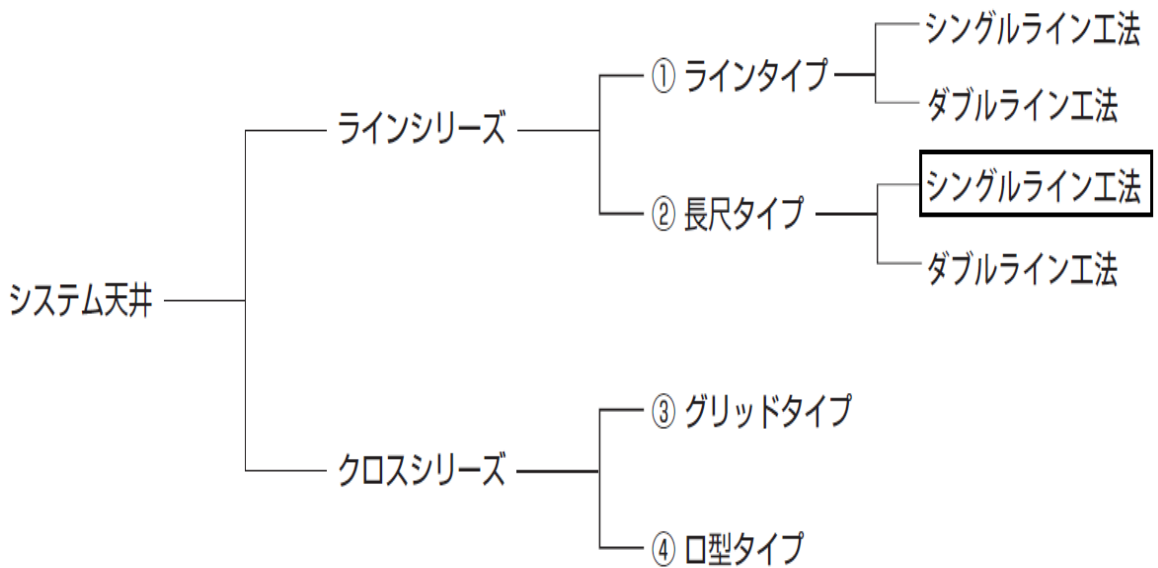 システム天井
ラインシリーズ
① ラインタイプ
シングルライン工法
ダブルライン工法
② 長尺タイプ
シングルライン工法
ダブルライン工法
クロスシリーズ
③ グリッドタイプ
④ ロ型タイプ